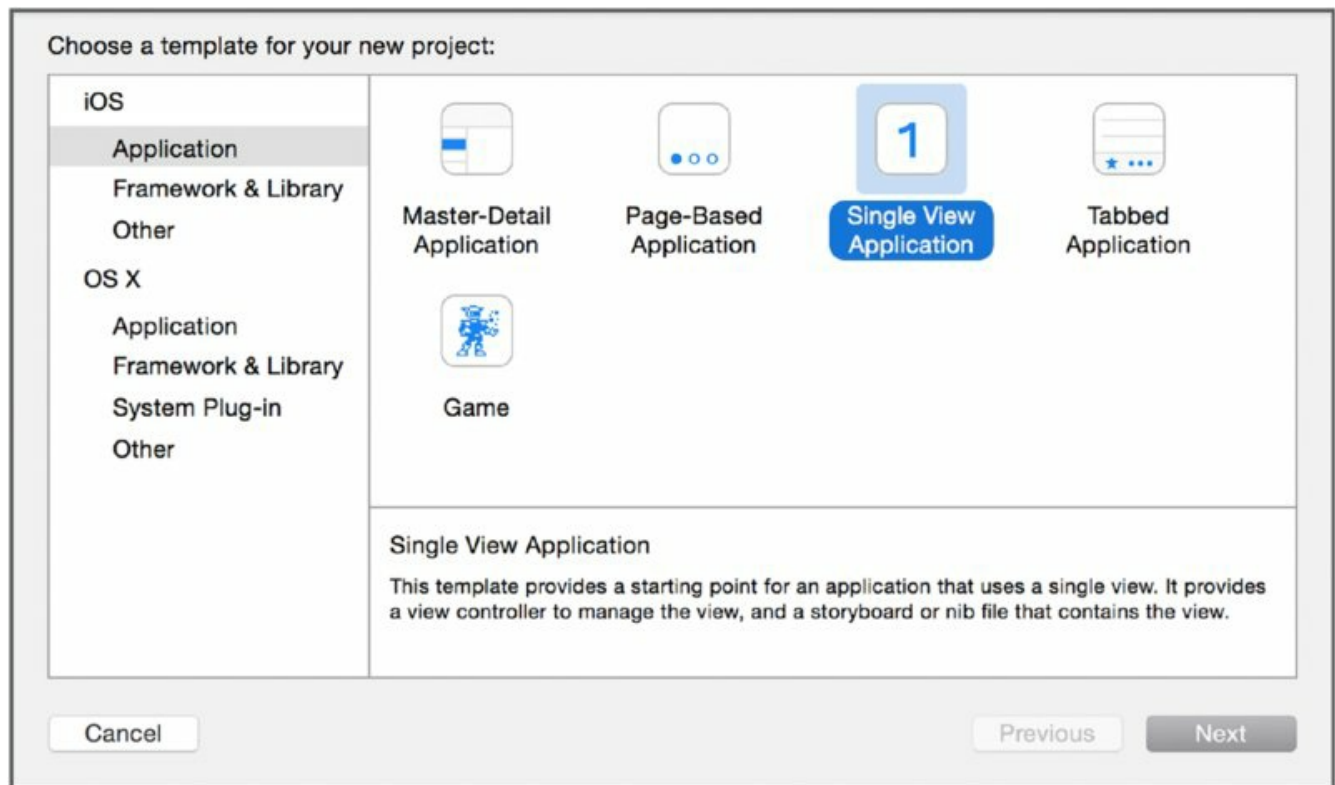 Choose a template for your new project:
iOS
Application
Framework & Library
Other
OS X
Application
Framework & Library
System Plug-in
Other
Master-Detail
Application
Page-Based
Application
1
Single View
Application
Tabbed
Application
Game
Single View Application
This template provides a starting point for an application that uses a single view. It provides
a view controller to manage the view, and a storyboard or nib file that contains the view.
Cancel
Previous
Next